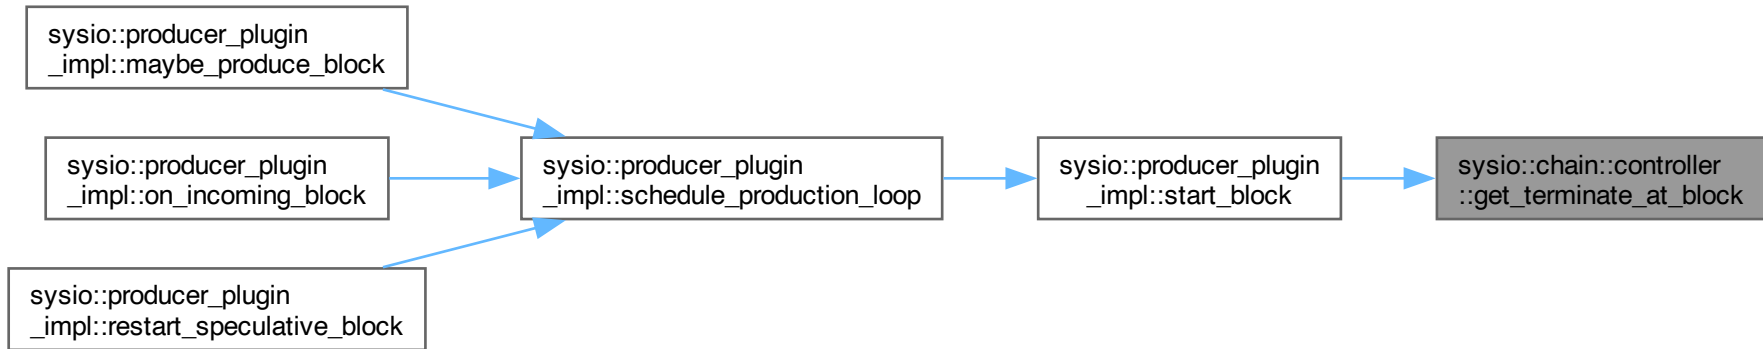 sysio::producer_plugin
_impl::maybe_produce_block
sysio::producer_plugin
_impl::on_incoming_block
sysio::producer_plugin
_impl::restart_speculative_block
sysio::producer_plugin
_impl::schedule_production_loop
sysio::producer_plugin
_impl::start_block
sysio::chain::controller
::get_terminate_at_block